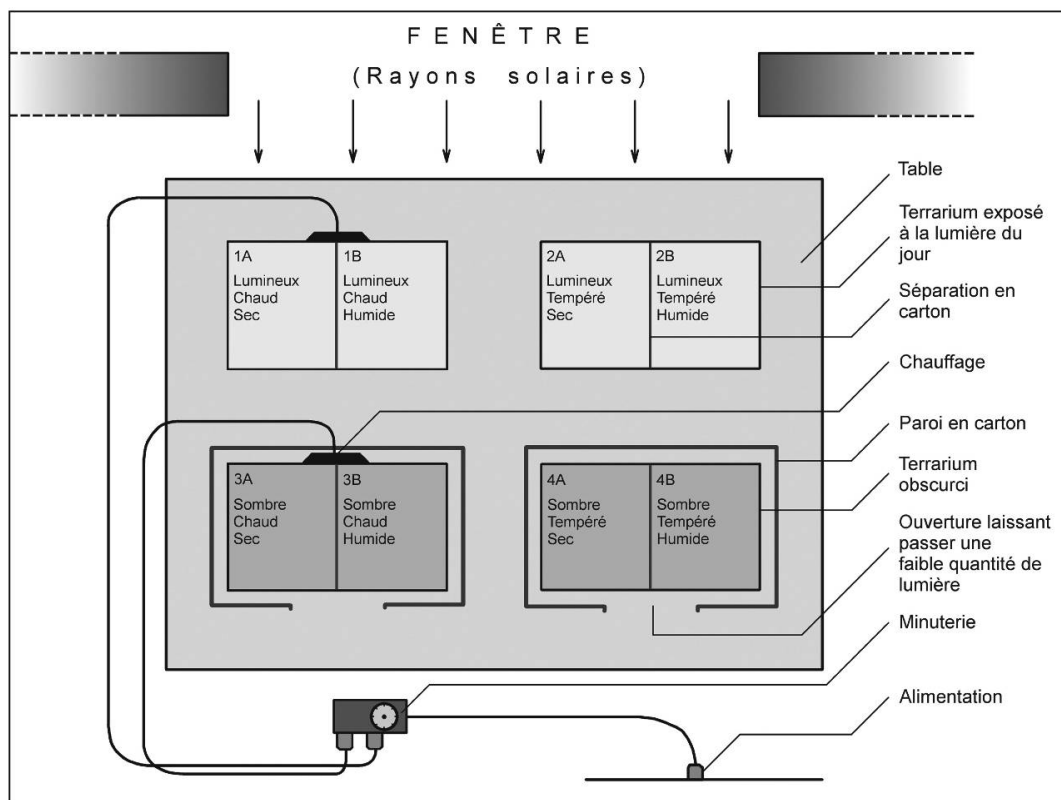 FENÊTRE
(Rayons solaires)
Table
Terrarium exposé
à la lumière du
jour
Séparation en
carton
Chauffage
Paroi en carton
Terrarium
obscurci
Ouverture laissant
passer une
faible quantité de
lumière
Minuterie
Alimentation
1A
Lumineux
Chaud
Sec
1B
Lumineux
Chaud
Humide
2A
Lumineux
Tempéré
Sec
2B
Lumineux
Tempéré
Humide
3A
Sombre
Chaud
Sec
3B
Sombre
Chaud
Humide
4A
Sombre
Tempéré
Sec
4B
Sombre
Tempéré
Humide